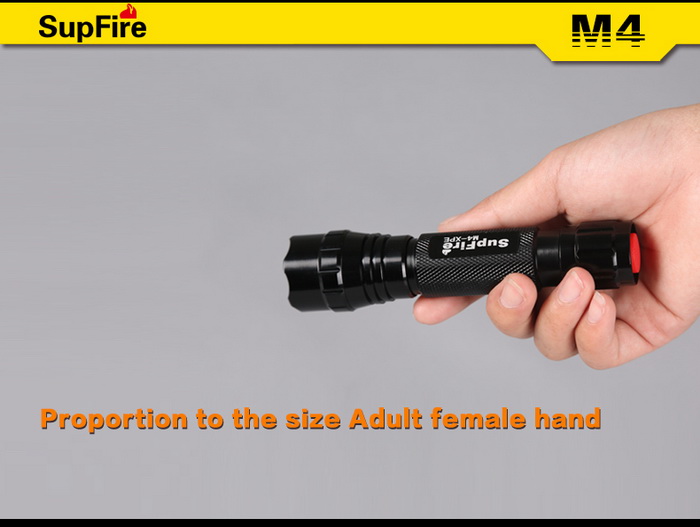 SupFire
M4
SupFire
M4-XPE
Proportion to the size Adult female hand